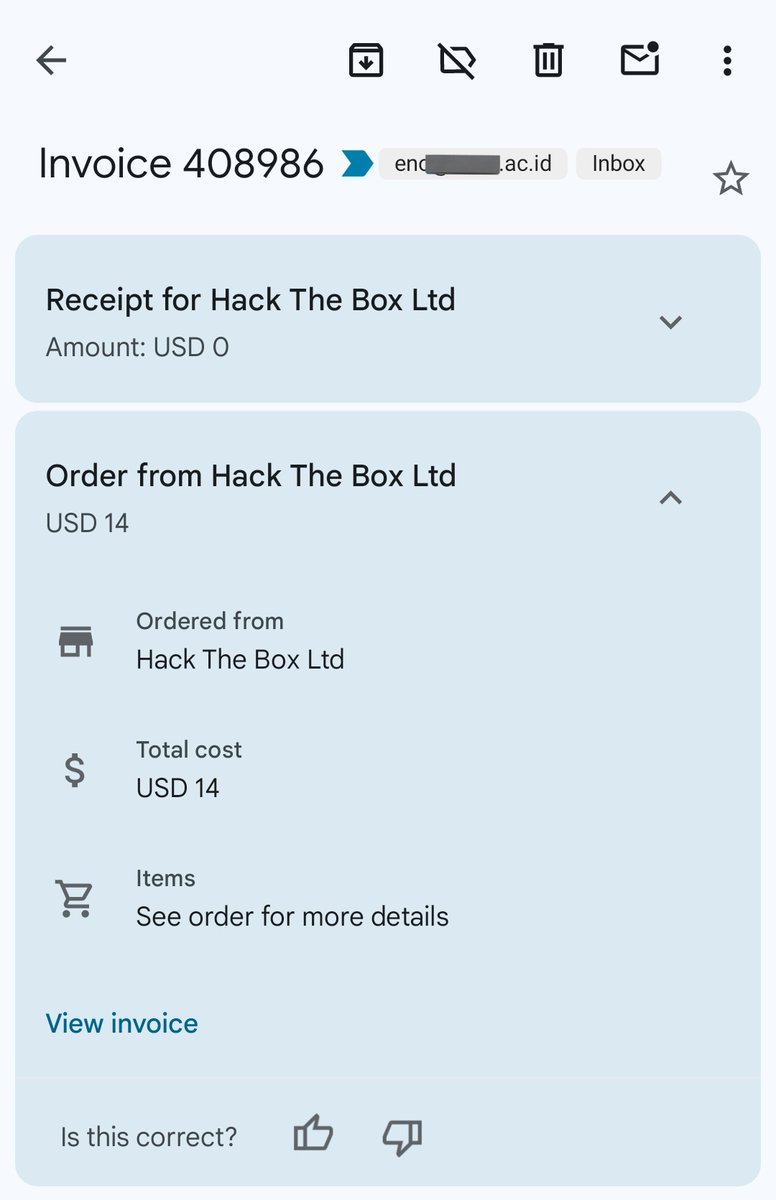 Invoice 408986
enc .ac.id
Inbox
Receipt for Hack The Box Ltd
Amount: USD 0
Order from Hack The Box Ltd
USD 14
Ordered from
Hack The Box Ltd
Total cost
USD 14
Items
See order for more details
View invoice
Is this correct?